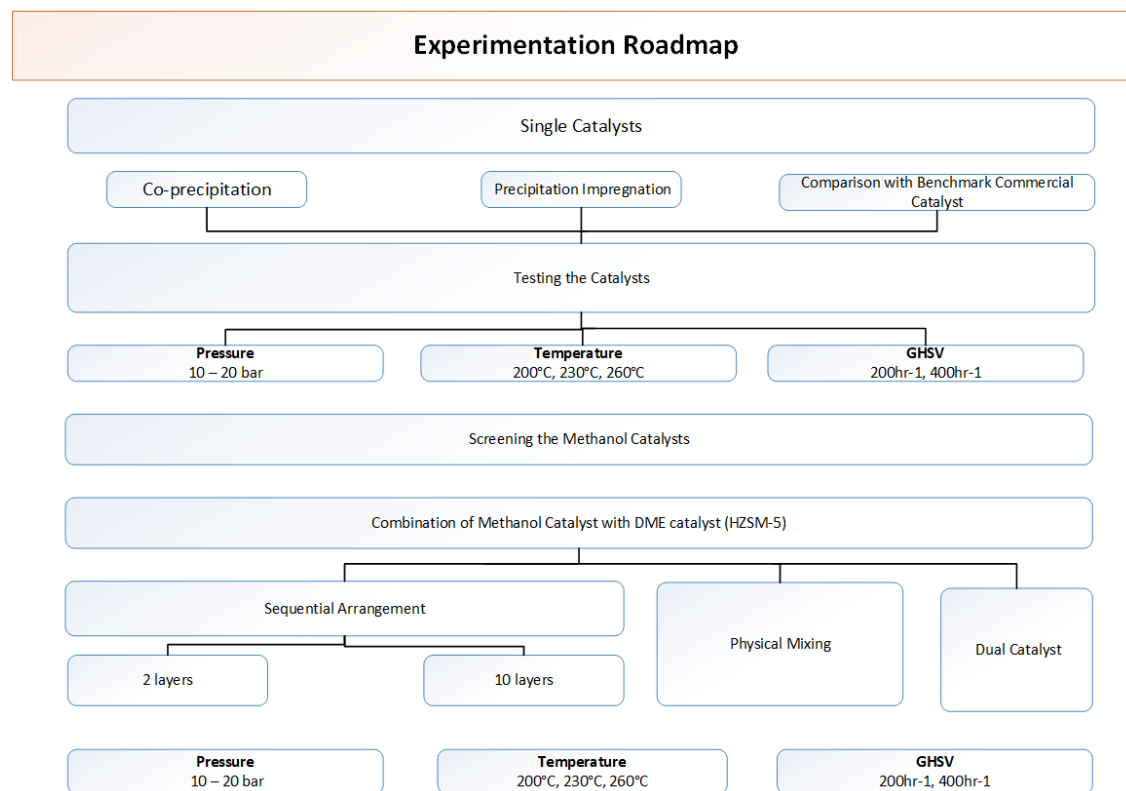 Experimentation Roadmap
Single Catalysts
Co-precipitation
Precipitation Impregnation
Comparison with Benchmark Commercial
Catalyst
Testing the Catalysts
Pressure
10 – 20 bar
Temperature
200°C, 230°C, 260°C
GHSV
200hr-1, 400hr-1
Screening the Methanol Catalysts
Combination of Methanol Catalyst with DME catalyst (HZSM-5)
Sequential Arrangement
Physical Mixing
Dual Catalyst
2 layers
10 layers
Pressure
10 – 20 bar
Temperature
200°C, 230°C, 260°C
GHSV
200hr-1, 400hr-1